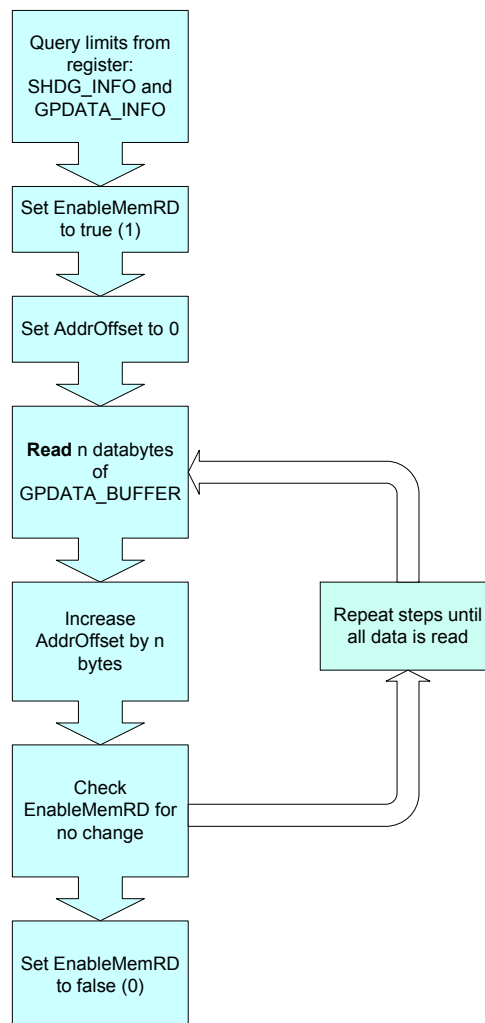 Query limits from
register:
SHDG_INFO and
GPDATA_INFO
Set EnableMemRD
to true (1)
Set AddrOffset to 0
Read n databytes
of
GPDATA_BUFFER
Increase
AddrOffset by n
bytes
Repeat steps until
all data is read
Check
EnableMemRD for
no change
Set EnableMemRD
to false (0)